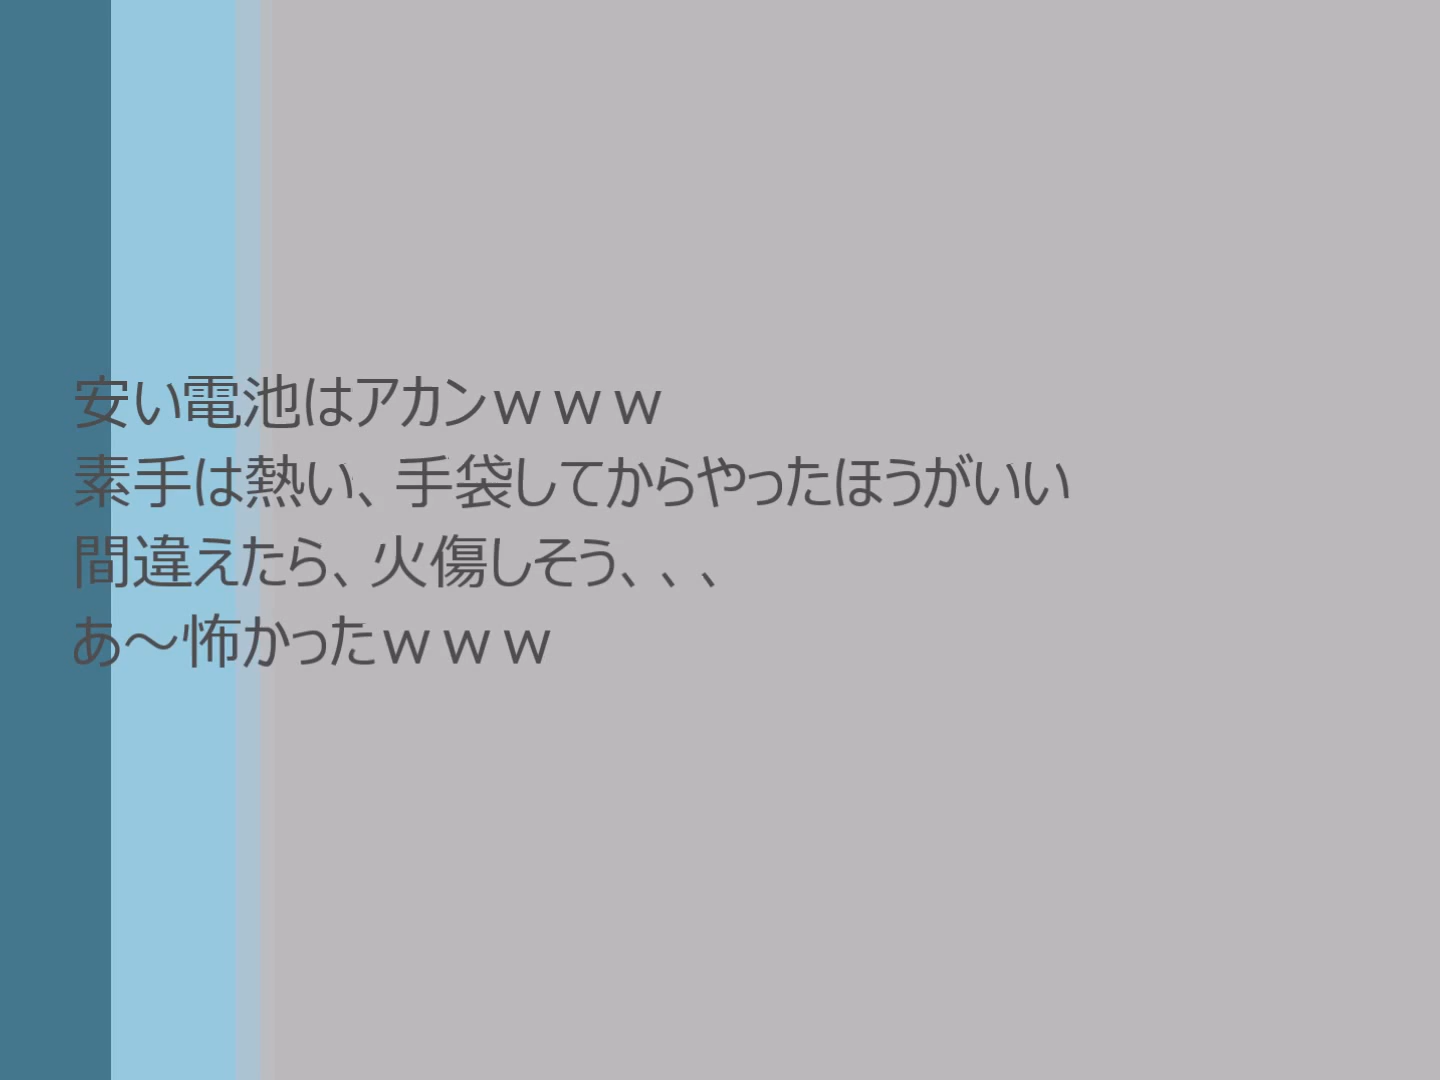 安い電池はアカンｗｗｗ
素手は熱い、手袋してからやったほうがいい
間違えたら、火傷しそう、、、
あ～怖かったｗｗｗ